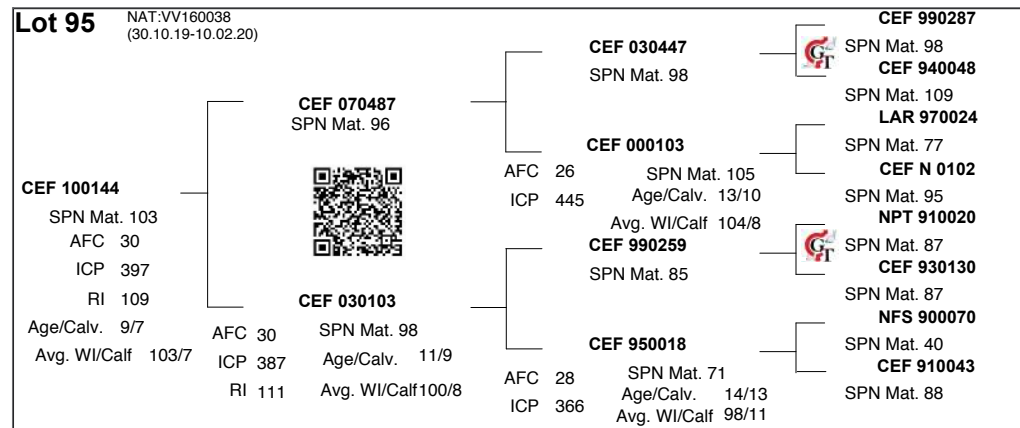 Lot 95
NAT:VV160038
(30.10.19-10.02.20)
CEF 100144
SPN Mat. 103
AFC 30
ICP 397
RI 109
Age/Calv. 9/7
Avg. WI/Calf 103/7
CEF 070487
SPN Mat. 96
CEF 030103
AFC 30 SPN Mat. 98
ICP 387 Age/Calv. 11/9
RI 111 Avg. WI/Calf 100/8
CEF 030447
SPN Mat. 98
CEF 000103
AFC 26 SPN Mat. 105
ICP 445 Age/Calv. 13/10
Avg. WI/Calf 104/8
CEF 990259
SPN Mat. 85
CEF 950018
AFC 28 SPN Mat. 71
ICP 366 Age/Calv. 14/13
Avg. WI/Calf 98/11
CEF 990287
GT SPN Mat. 98
CEF 940048
SPN Mat. 109
LAR 970024
SPN Mat. 77
CEF N 0102
SPN Mat. 95
NPT 910020
GT SPN Mat. 87
CEF 930130
SPN Mat. 87
NFS 900070
SPN Mat. 40
CEF 910043
SPN Mat. 88